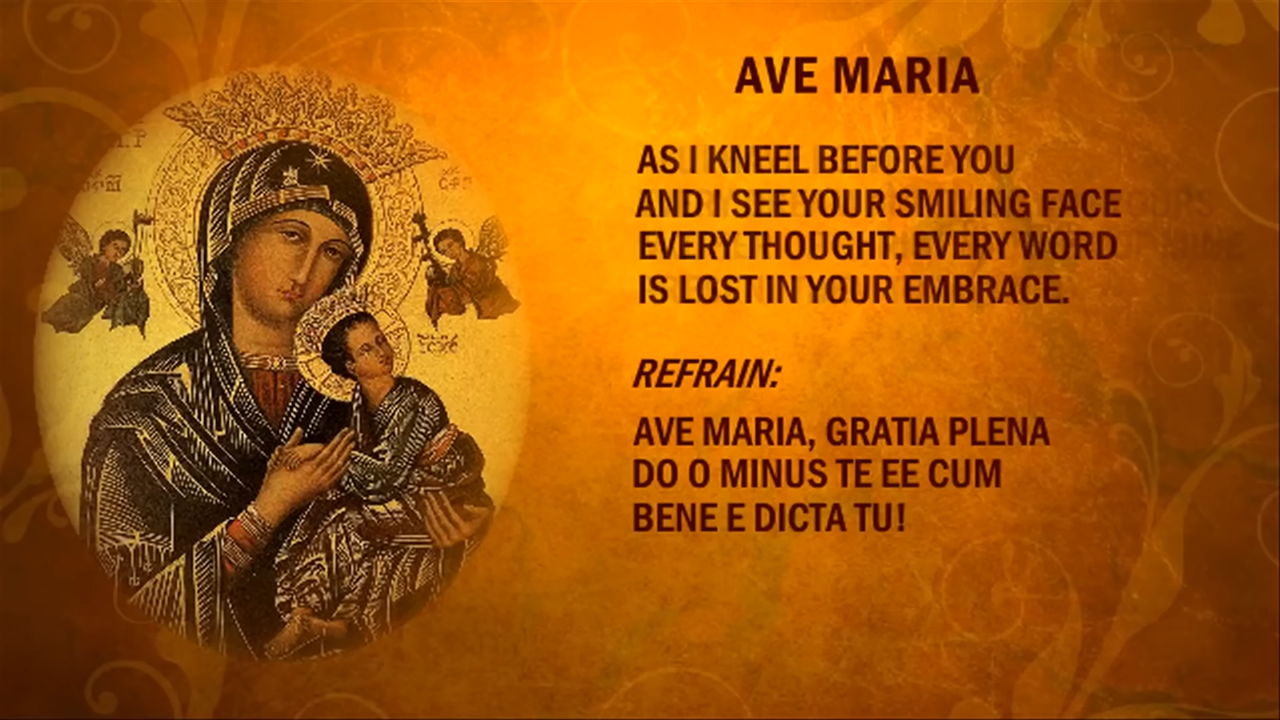 AVE MARIA
AS I KNEEL BEFORE YOU
AND I SEE YOUR SMILING FACE
EVERY THOUGHT, EVERY WORD
IS LOST IN YOUR EMBRACE.
REFRAIN:
AVE MARIA, GRATIA PLENA
DO O MINUS TE EE CUM
BENE E DICTA TU!